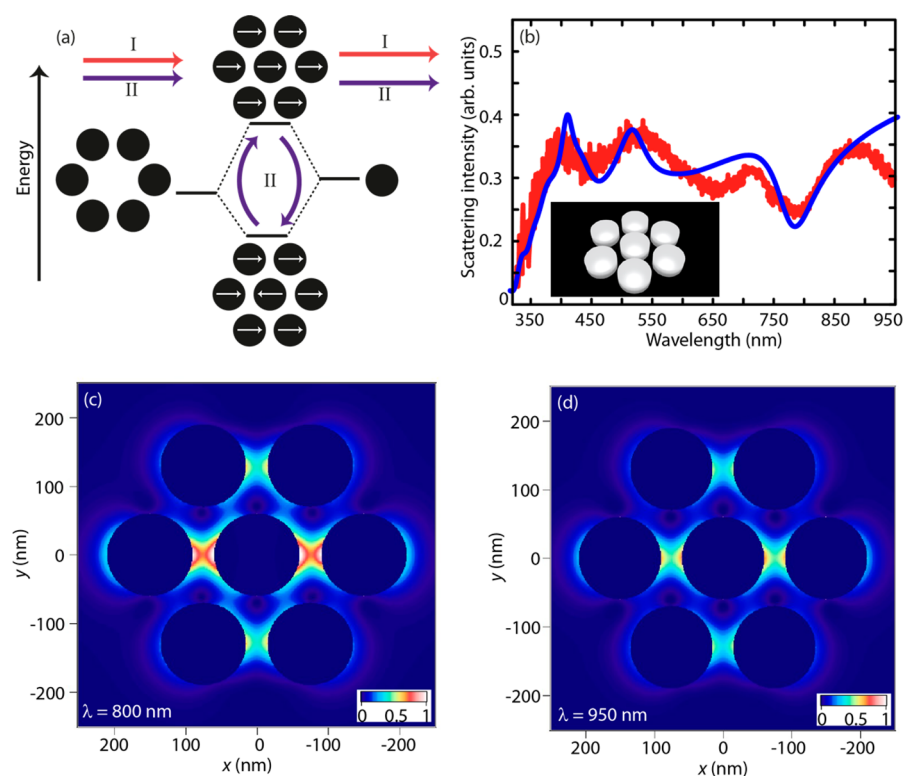 (a)
I
II
I
II
II
Energy
(b)
Scattering intensity (arb. units)
0.5
0.4
0.3
0.2
0
350 450 550 650 750 850 950
Wavelength (nm)
(c)
y (nm)
200
100
0
-100
-200
λ = 800 nm
0 0.5 1
200 100 0 -100 -200
x (nm)
(d)
y (nm)
200
100
0
-100
-200
λ = 950 nm
0 0.5 1
200 100 0 -100 -200
x (nm)